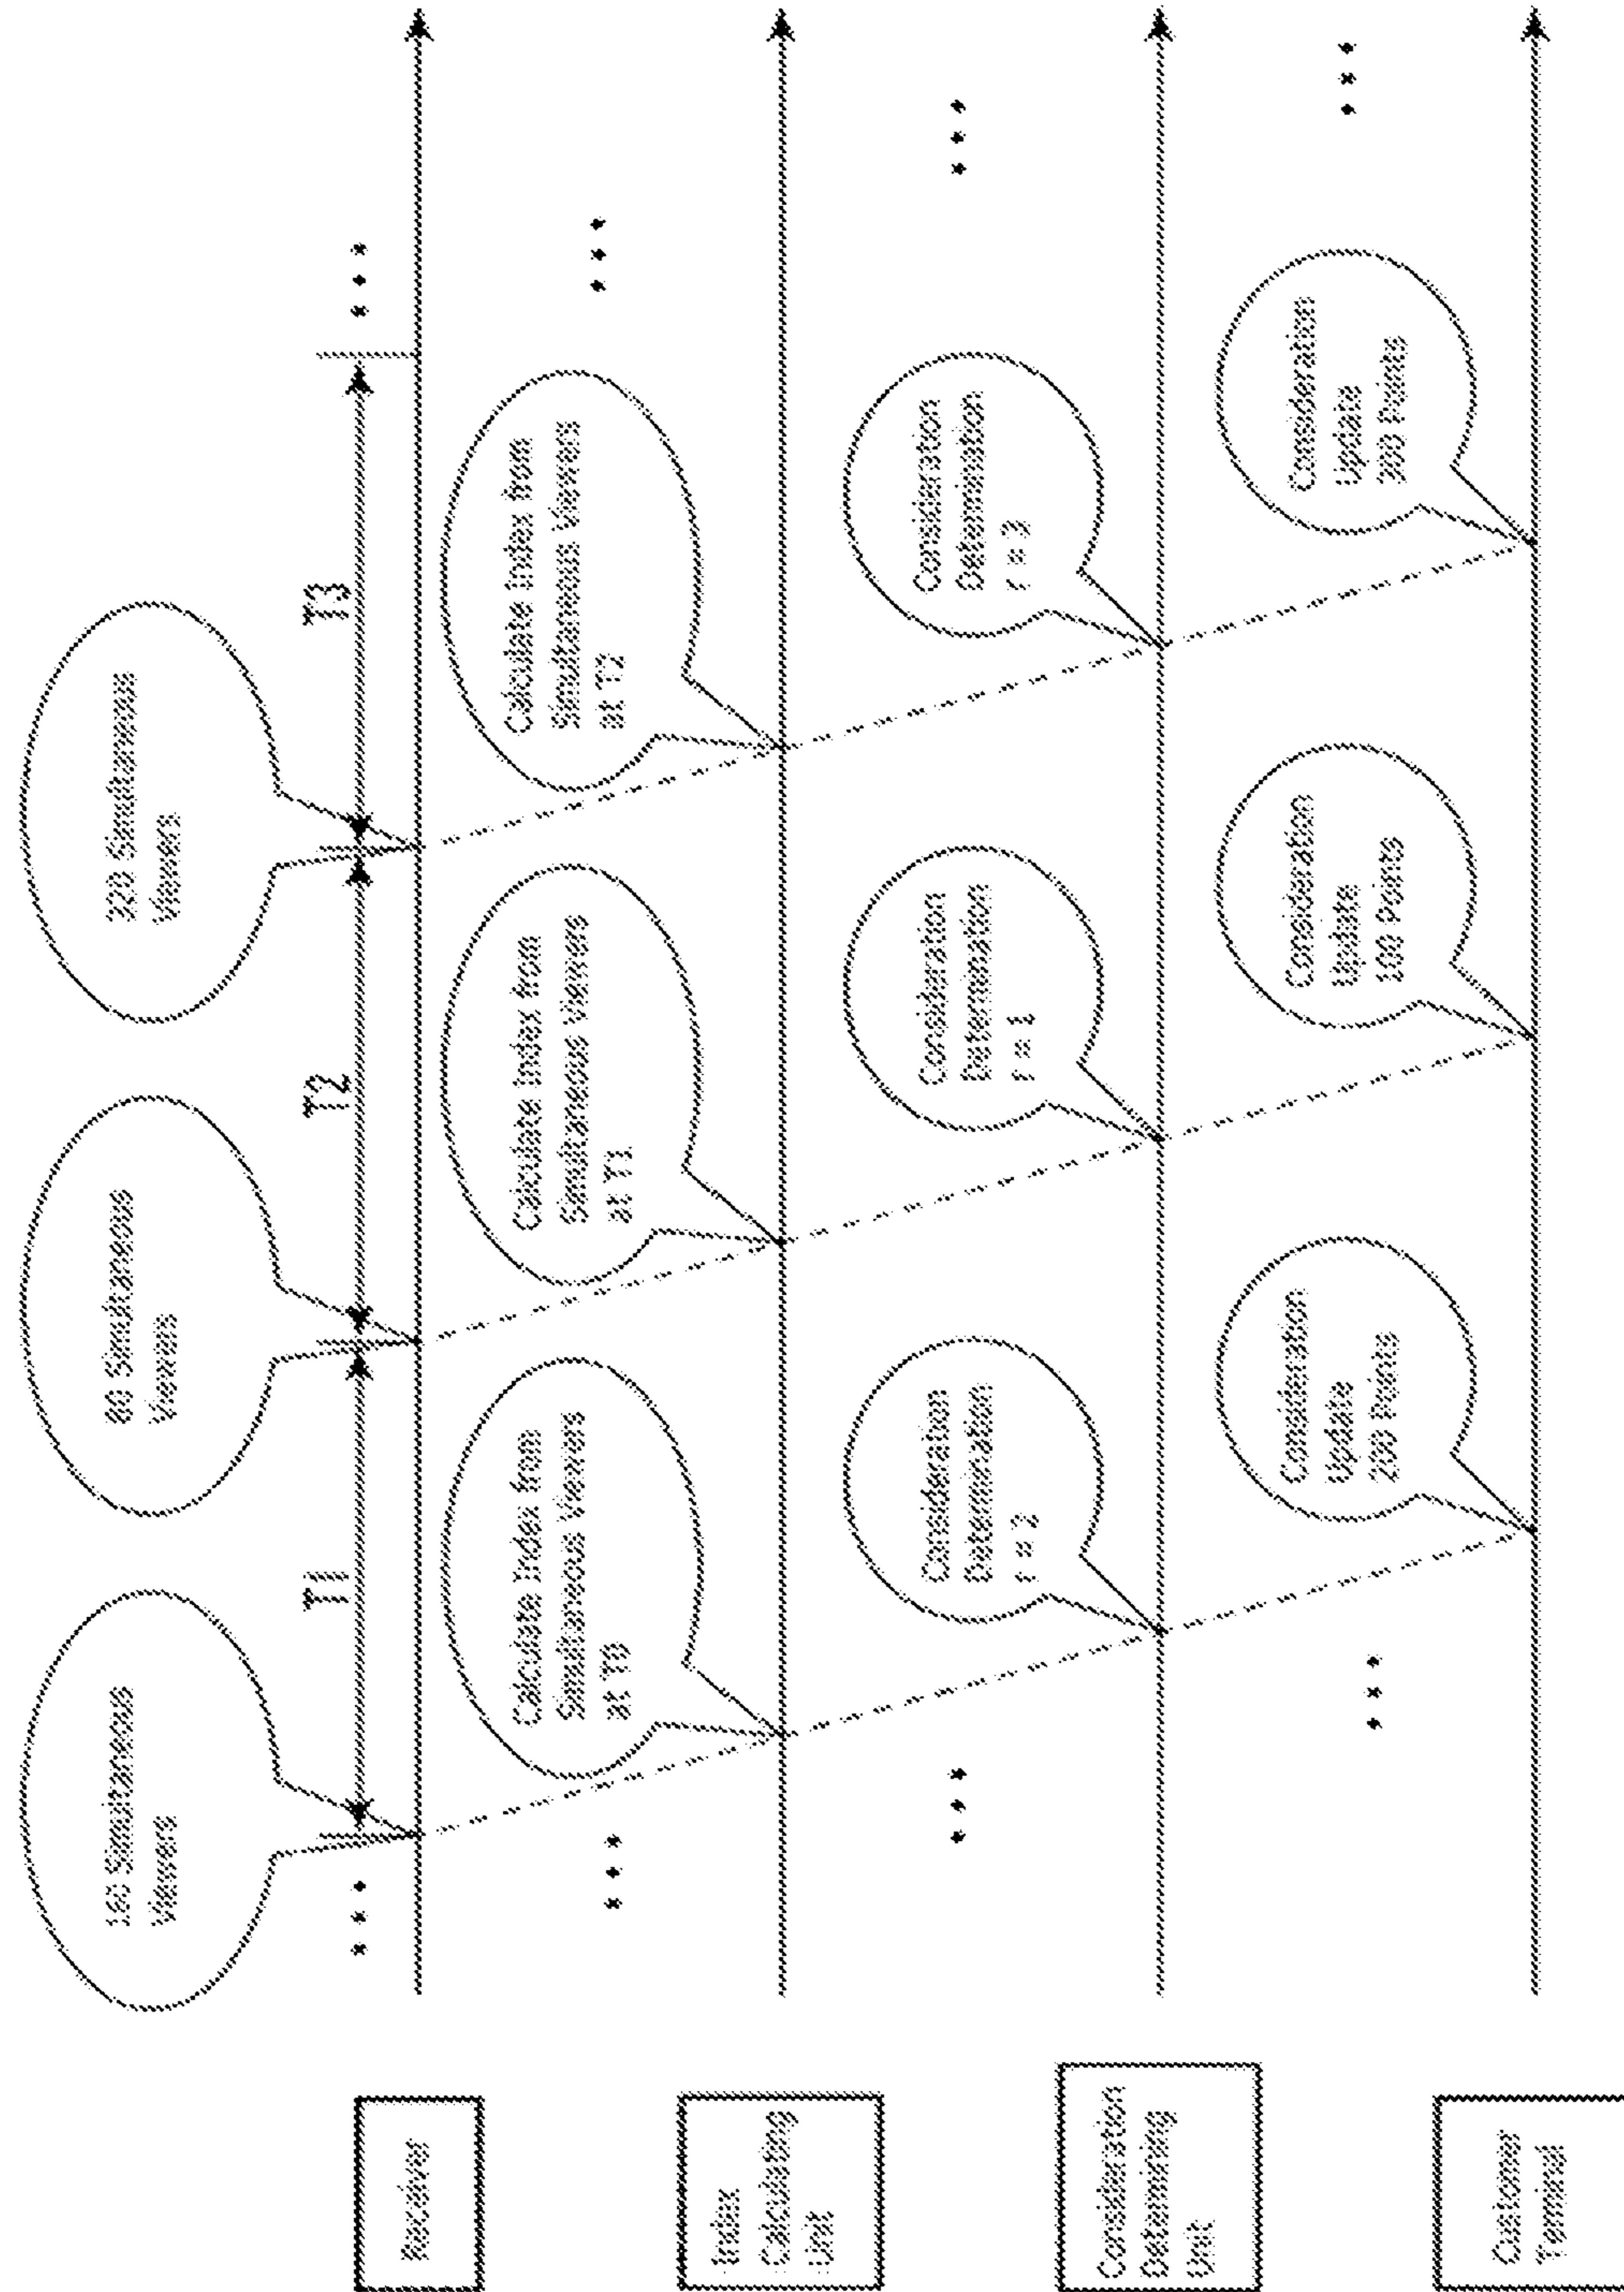 160 Simultaneous
Viewers
80 Simultaneous
Viewers
320 Simultaneous
Viewers
T1
T2
T3
Receiver
Calculate Index from
Simultaneous Viewers
at T0
Calculate Index from
Simultaneous Viewers
at T1
Calculate Index from
Simultaneous Viewers
at T2
Index
Calculating
Unit
Consideration
Determination
r = 2
Consideration
Determination
r = 1
Consideration
Determination
r = 3
Consideration
Determining
Unit
Consideration
Update
200 Points
Consideration
Update
100 Points
Consideration
Update
300 Points
Customer
Terminal